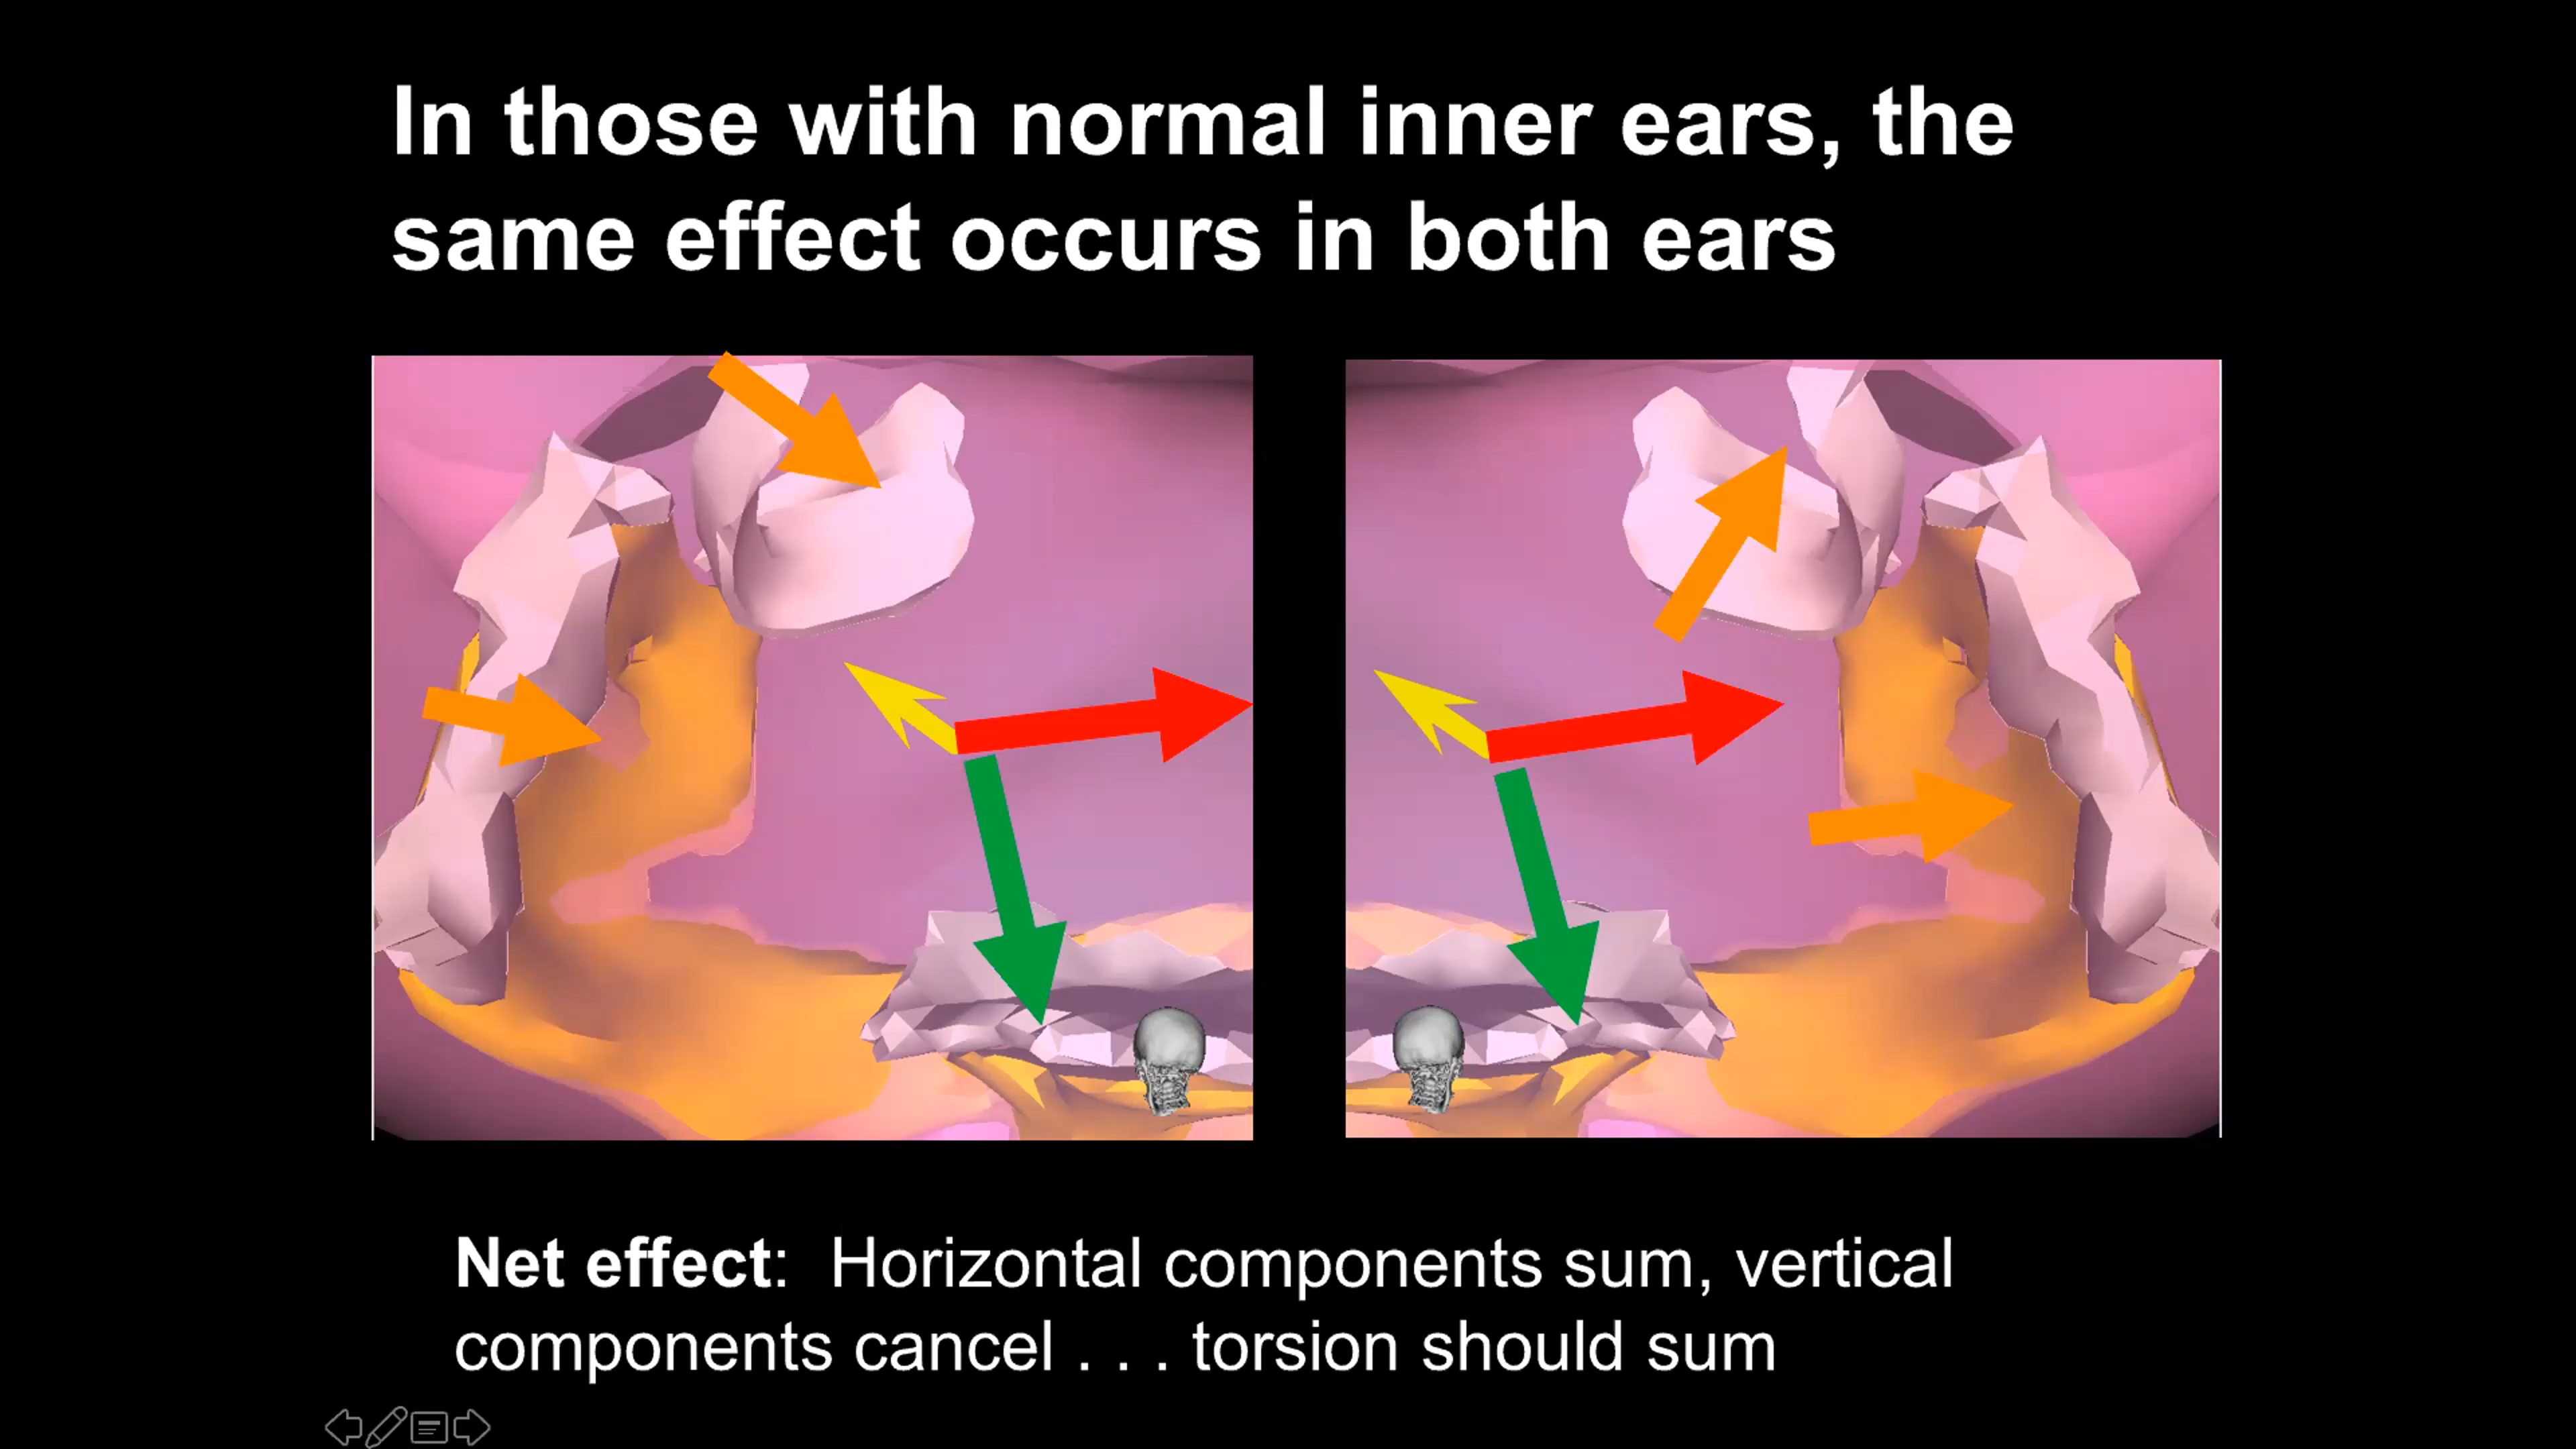 In those with normal inner ears, the
same effect occurs in both ears
Net effect:  Horizontal components sum, vertical
components cancel . . . torsion should sum